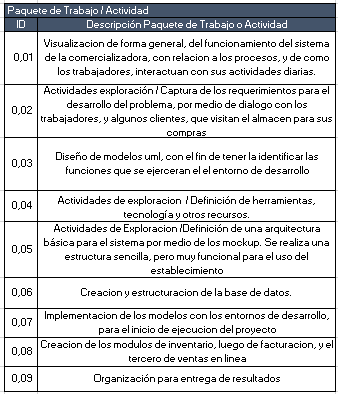 Paquete de Trabajo / Actividad
ID Descripción Paquete de Trabajo o Actividad
0,01 Visualizacion de forma general, del funcionamiento del sistema
de la comercializadora, con relacion a los procesos, y de como
los trabajadores, interactuan con sus actividades diarias.
0,02 Actividades exploración / Captura de los requerimientos para el
desarrollo del problema, por medio de dialogo con los
trabajadores, y algunos clientes, que visitan el almacen para sus
compras
0,03 Diseño de modelos uml, con el fin de tener la identificar las
funciones que se ejerceran el el entorno de desarrollo
0,04 Actividades de exploracion / Definición de herramientas,
tecnología y otros recursos.
0,05 Actividades de Exploracion /Definición de una arquitectura
básica para el sistema por medio de los mockup. Se realiza una
estructura sencilla, pero muy funcional para el uso del
establecimiento
0,06 Creacion y estructuracion de la base de datos.
0,07 Implementacion de los modelos con los entornos de desarrollo,
para el inicio de ejecucion del proyecto
0,08 Creacion de los modulos de inventario, luego de facturacion, y el
tercero de ventas en linea
0,09 Organización para entrega de resultados